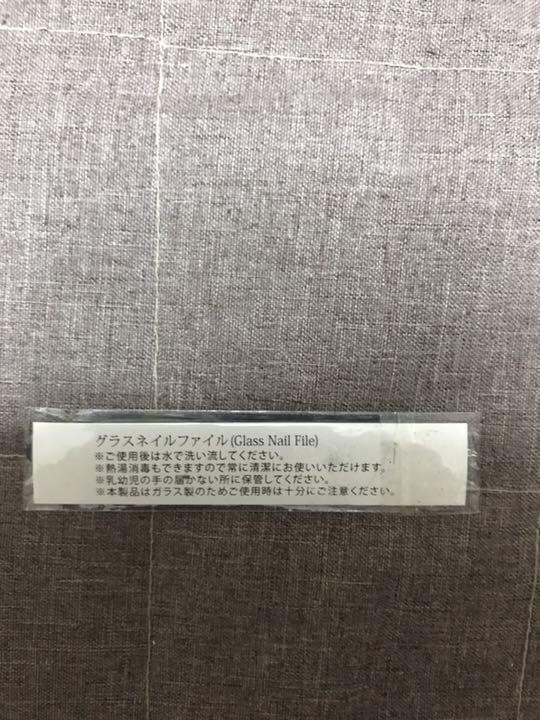 グラスネイルファイル(Glass Nail File)
※ご使用後は水で洗い流してください。
※熱湯消毒もできますので常に清潔にお使いいただけます。
※乳幼児の手の届かない所に保管してください。
※本製品はガラス製のためご使用時は十分にご注意ください。